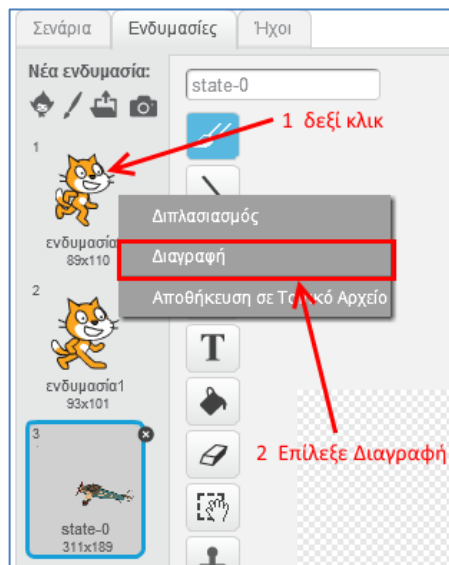 Σενάρια Ενδυμασίες Ήχοι
Νέα ενδυμασία:
state-0
1 δεξί κλικ
1
Διπλασιασμός
ενδυμασία
89x110
Διαγραφή
Αποθήκευση σε Τοπικό Αρχείο
2
T
ενδυμασία1
93x101
2 Επίλεξε Διαγραφή
3
state-0
311x189